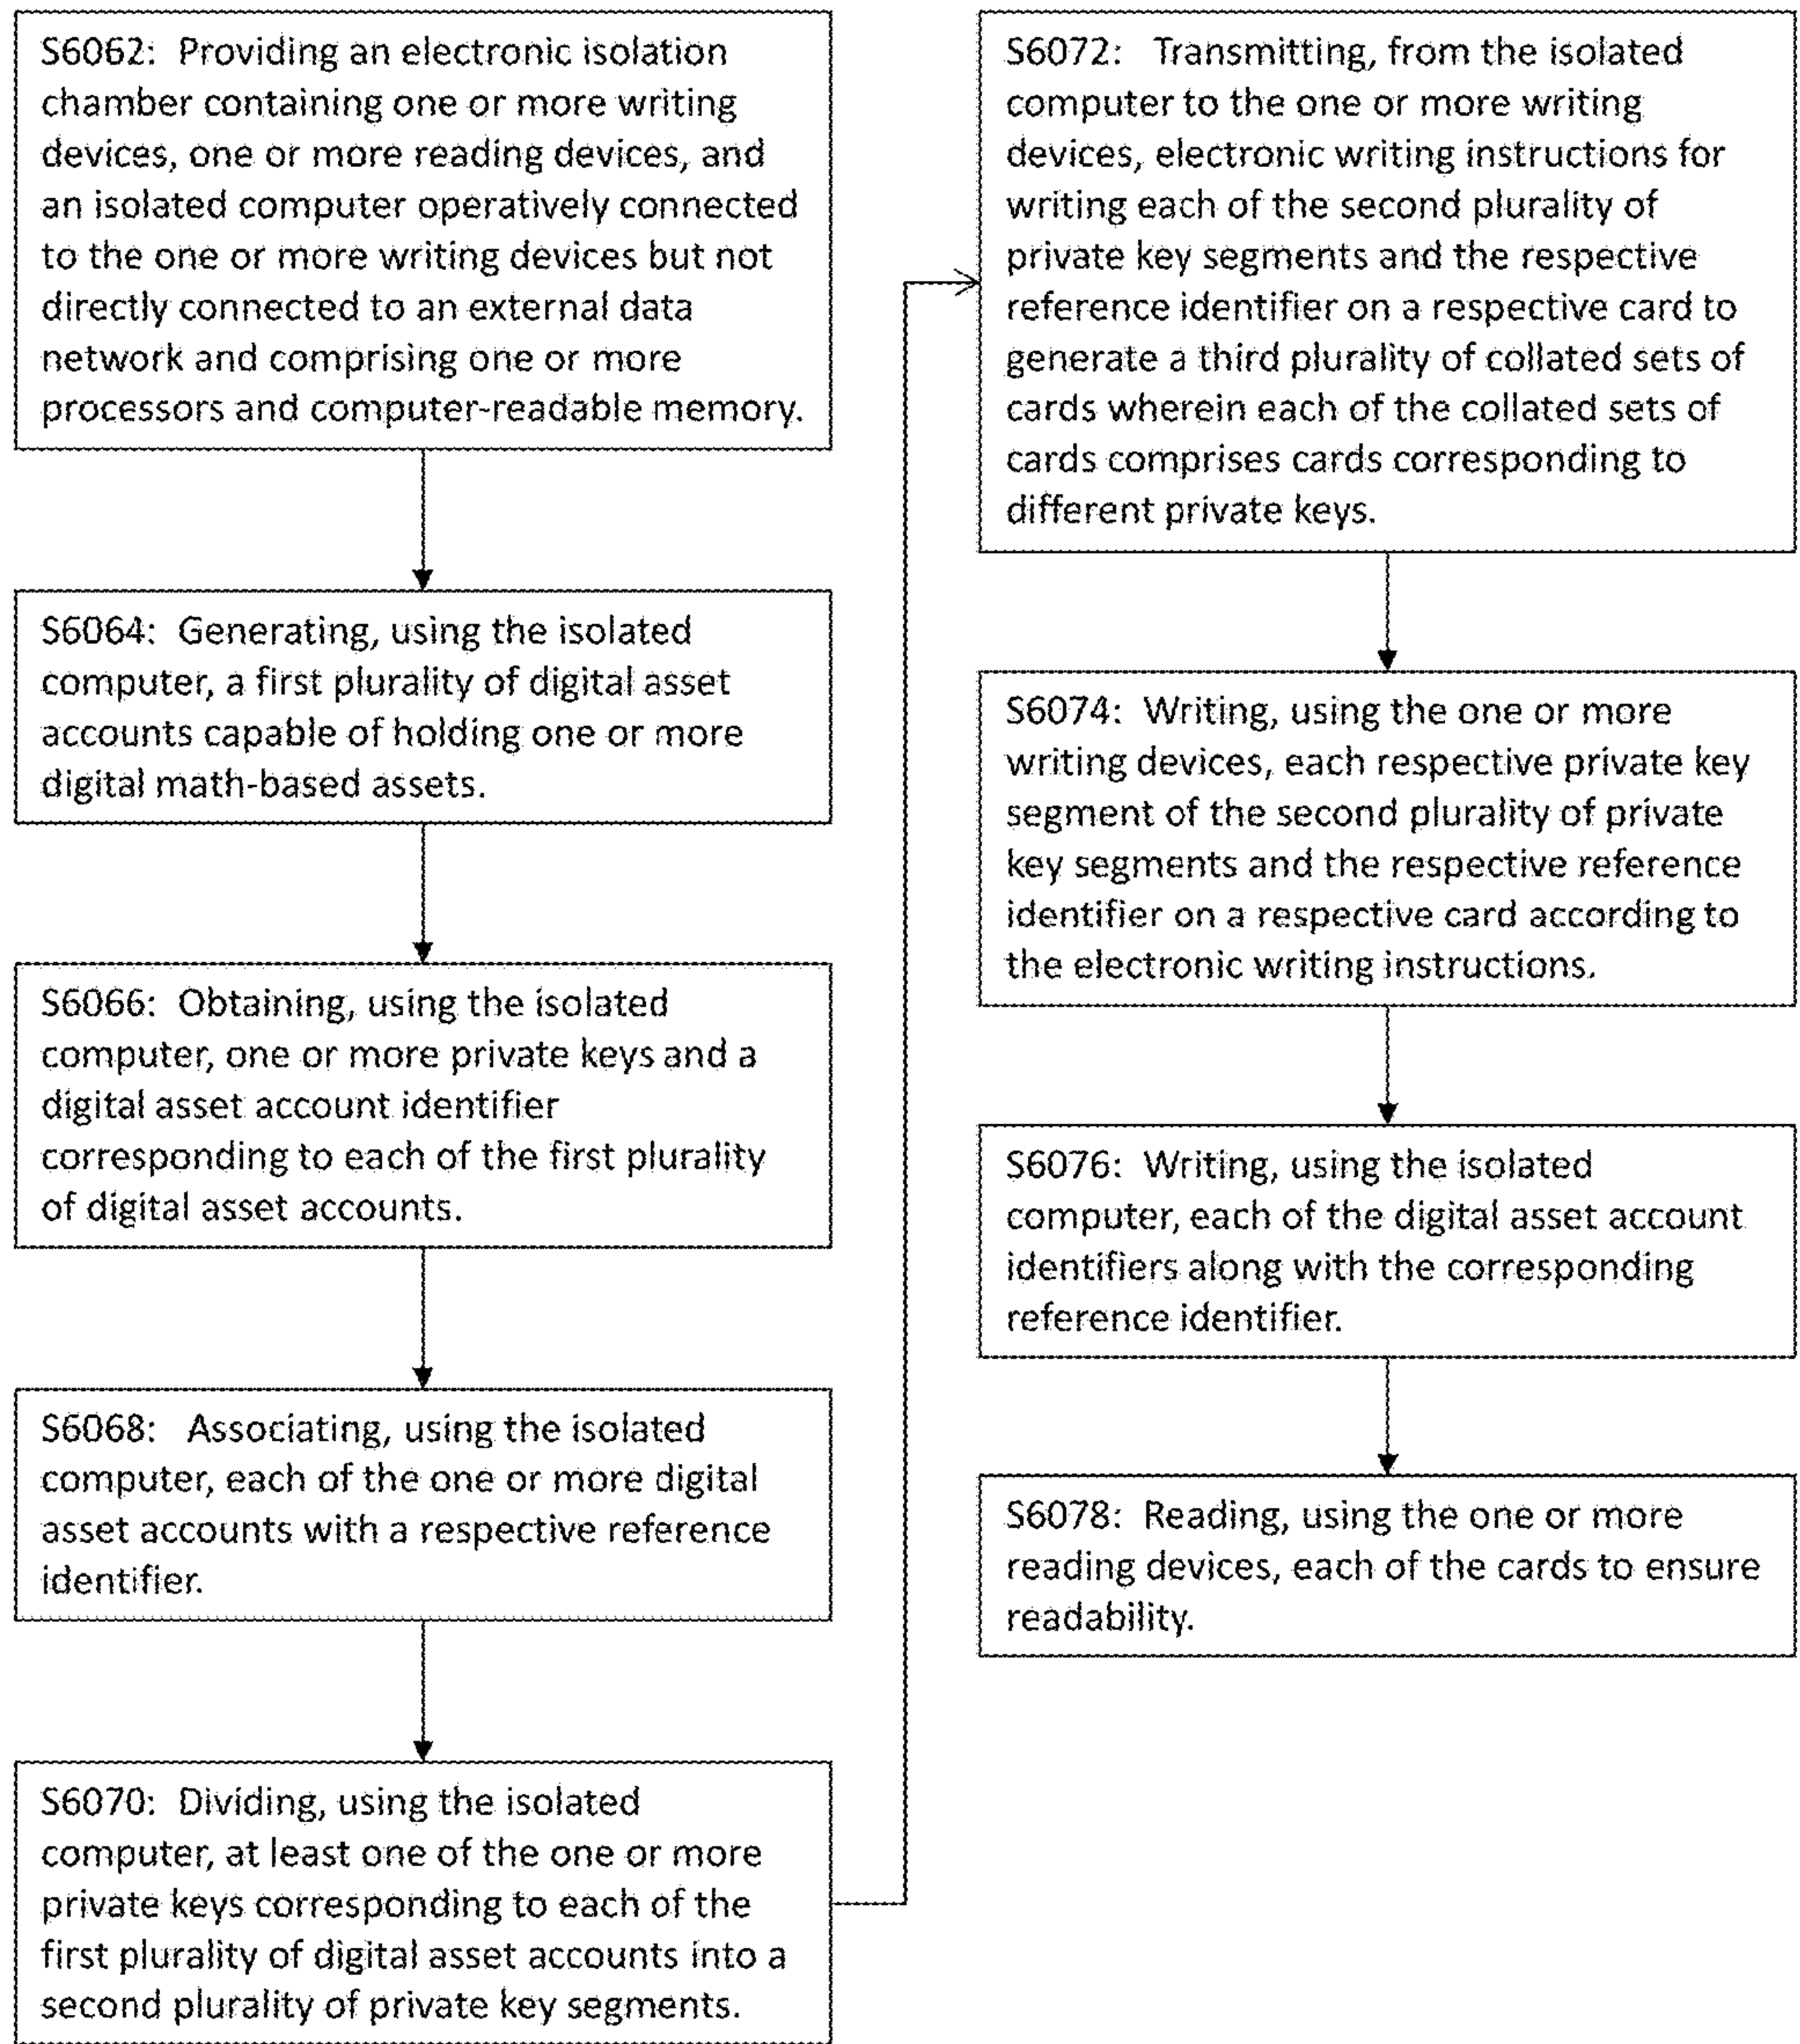 S6062: Providing an electronic isolation
chamber containing one or more writing
devices, one or more reading devices, and
an isolated computer operatively connected
to the one or more writing devices but not
directly connected to an external data
network and comprising one or more
processors and computer-readable memory.
S6064: Generating, using the isolated
computer, a first plurality of digital asset
accounts capable of holding one or more
digital math-based assets.
S6066: Obtaining, using the isolated
computer, one or more private keys and a
digital asset account identifier
corresponding to each of the first plurality
of digital asset accounts.
S6068: Associating, using the isolated
computer, each of the one or more digital
asset accounts with a respective reference
identifier.
S6070: Dividing, using the isolated
computer, at least one of the one or more
private keys corresponding to each of the
first plurality of digital asset accounts into a
second plurality of private key segments.
S6072: Transmitting, from the isolated
computer to the one or more writing
devices, electronic writing instructions for
writing each of the second plurality of
private key segments and the respective
reference identifier on a respective card to
generate a third plurality of collated sets of
cards wherein each of the collated sets of
cards comprises cards corresponding to
different private keys.
S6074: Writing, using the one or more
writing devices, each respective private key
segment of the second plurality of private
key segments and the respective reference
identifier on a respective card according to
the electronic writing instructions.
S6076: Writing, using the isolated
computer, each of the digital asset account
identifiers along with the corresponding
reference identifier.
S6078: Reading, using the one or more
reading devices, each of the cards to ensure
readability.